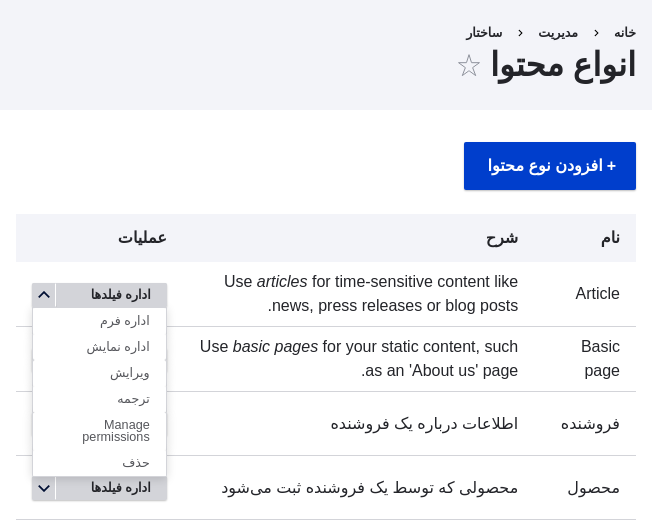 خانه › مدیریت › ساختار
انواع محتوا ☆
+ افزودن نوع محتوا
نام شرح عملیات
Article
Use articles for time-sensitive content like
news, press releases or blog posts.
اداره فیلدها
اداره فرم
اداره نمایش
ویرایش
ترجمه
Manage
permissions
حذف
Basic
page
Use basic pages for your static content, such
as an 'About us' page.
فروشنده
اطلاعات درباره یک فروشنده
محصول
محصولی که توسط یک فروشنده ثبت می‌شود
اداره فیلدها